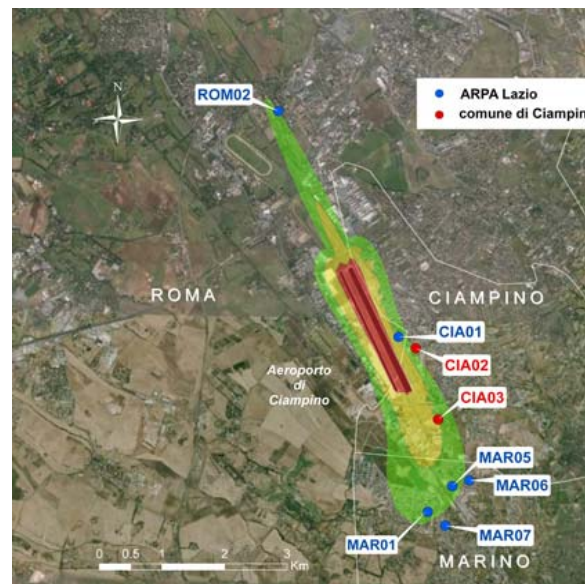 ROM02
ARPA Lazio
comune di Ciampin
N
ROMA
CIAMPINO
CIA01
CIA02
Aeroporto
di
Ciampino
CIA03
MAR05
MAR06
MAR01
MAR07
MARINO
0 0.5 1 2 3
Km